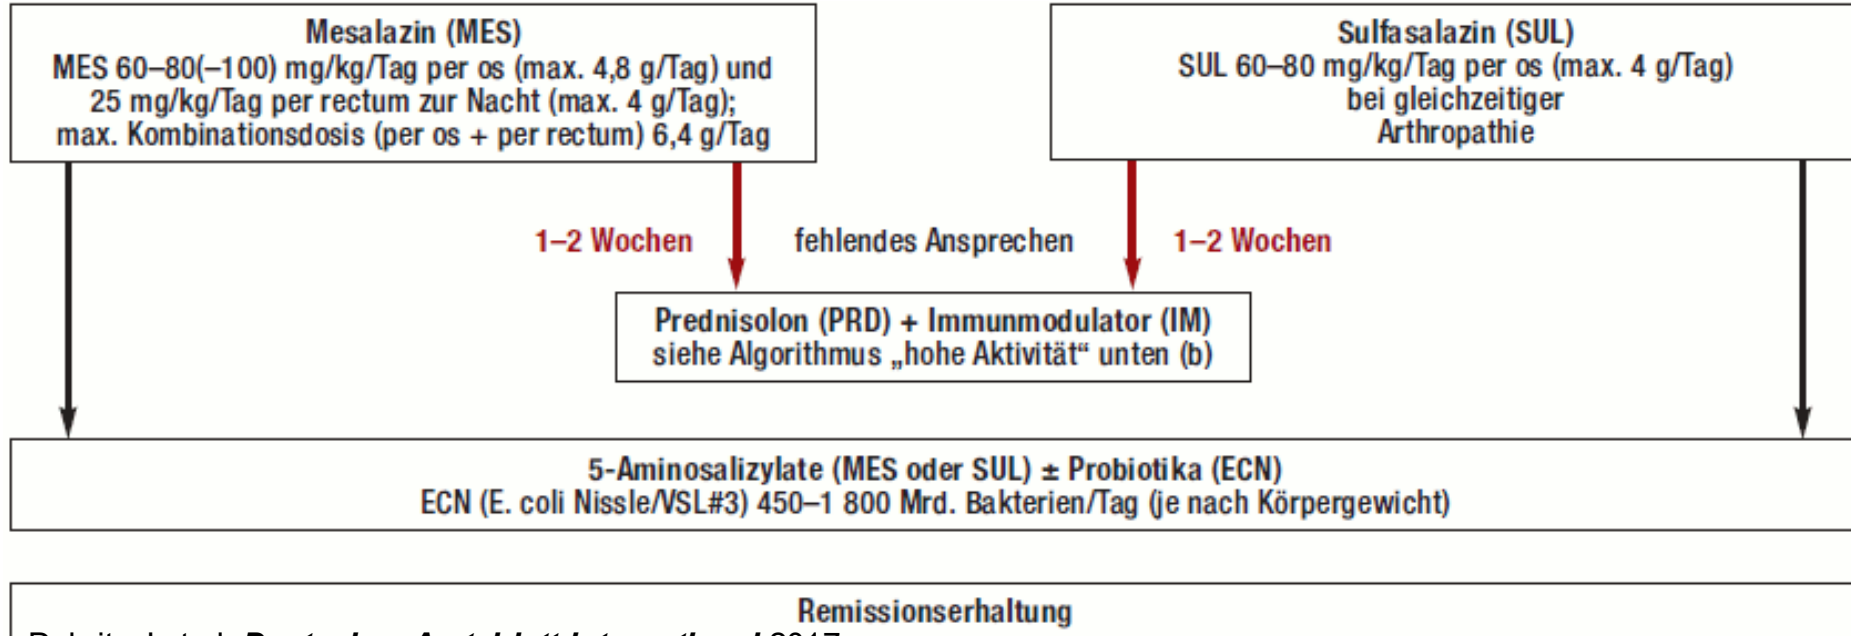 Mesalazin (MES)
MES 60–80(–100) mg/kg/Tag per os (max. 4,8 g/Tag) und
25 mg/kg/Tag per rectum zur Nacht (max. 4 g/Tag);
max. Kombinationsdosis (per os + per rectum) 6,4 g/Tag
Sulfasalazin (SUL)
SUL 60–80 mg/kg/Tag per os (max. 4 g/Tag)
bei gleichzeitiger
Arthropathie
1–2 Wochen
fehlendes Ansprechen
1–2 Wochen
Prednisolon (PRD) + Immunmodulator (IM)
siehe Algorithmus „hohe Aktivität“ unten (b)
5-Aminosalizylate (MES oder SUL) ± Probiotika (ECN)
ECN (E. coli Nissle/VSL#3) 450–1 800 Mrd. Bakterien/Tag (je nach Körpergewicht)
Remissionserhaltung